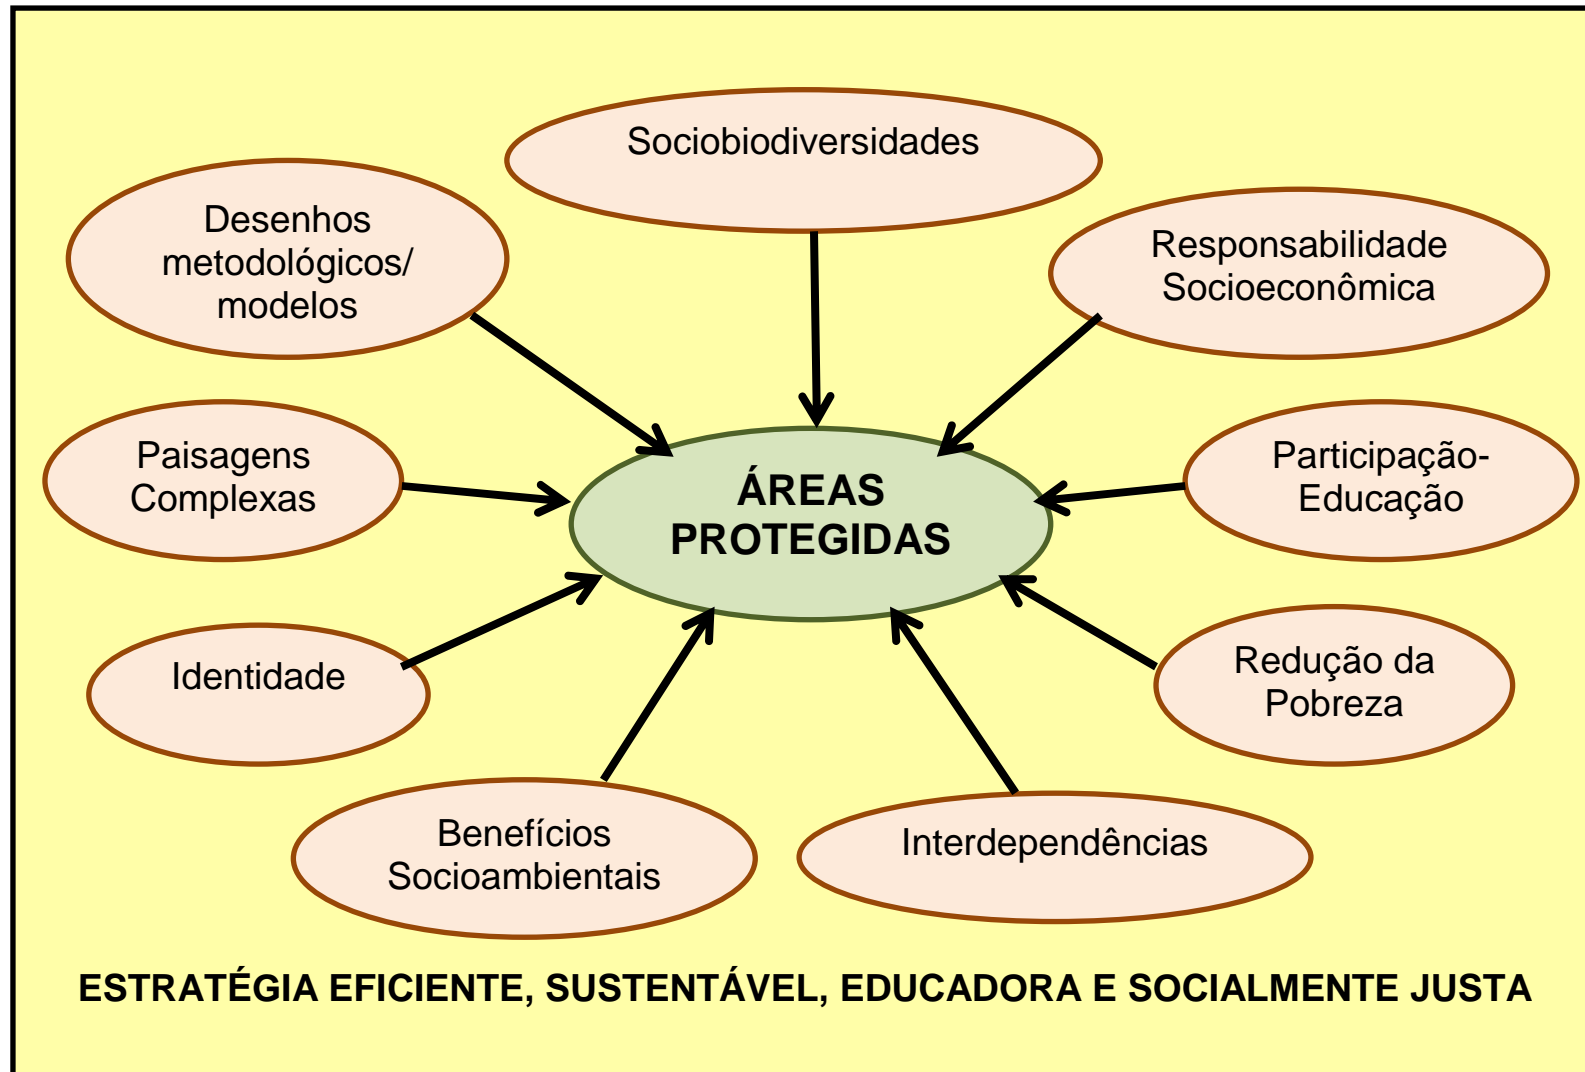 Sociobiodiversidades
Desenhos
metodológicos/
modelos
Responsabilidade
Socioeconômica
Paisagens
Complexas
ÁREAS
PROTEGIDAS
Participação-
Educação
Identidade
Redução da
Pobreza
Benefícios
Socioambientais
Interdependências
ESTRATÉGIA EFICIENTE, SUSTENTÁVEL, EDUCADORA E SOCIALMENTE JUSTA